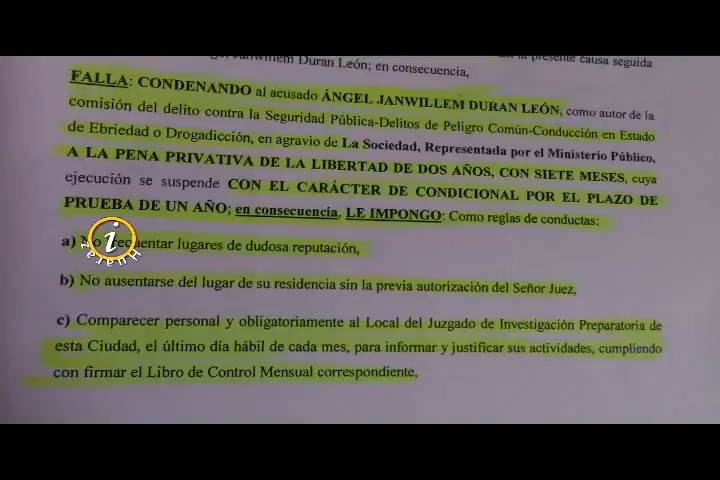 la presente causa seguida
Janwillem Duran León; en consecuencia,
FALLA: CONDENANDO al acusado ÁNGEL JANWILLEM DURAN LEÓN, como autor de la
comisión del delito contra la Seguridad Pública-Delitos de Peligro Común-Conducción en Estado
de Ebriedad o Drogadicción, en agravio de La Sociedad, Representada por el Ministerio Público,
A LA PENA PRIVATIVA DE LA LIBERTAD DE DOS AÑOS, CON SIETE MESES, cuya
ejecución se suspende CON EL CARÁCTER DE CONDICIONAL POR EL PLAZO DE
PRUEBA DE UN AÑO; en consecuencia, LE IMPONGO: Como reglas de conductas:
a) No frecuentar lugares de dudosa reputación,
i
Huaraz
b) No ausentarse del lugar de su residencia sin la previa autorización del Señor Juez,
c) Comparecer personal y obligatoriamente al Local del Juzgado de Investigación Preparatoria de
esta Ciudad, el último día hábil de cada mes, para informar y justificar sus actividades, cumpliendo
con firmar el Libro de Control Mensual correspondiente,